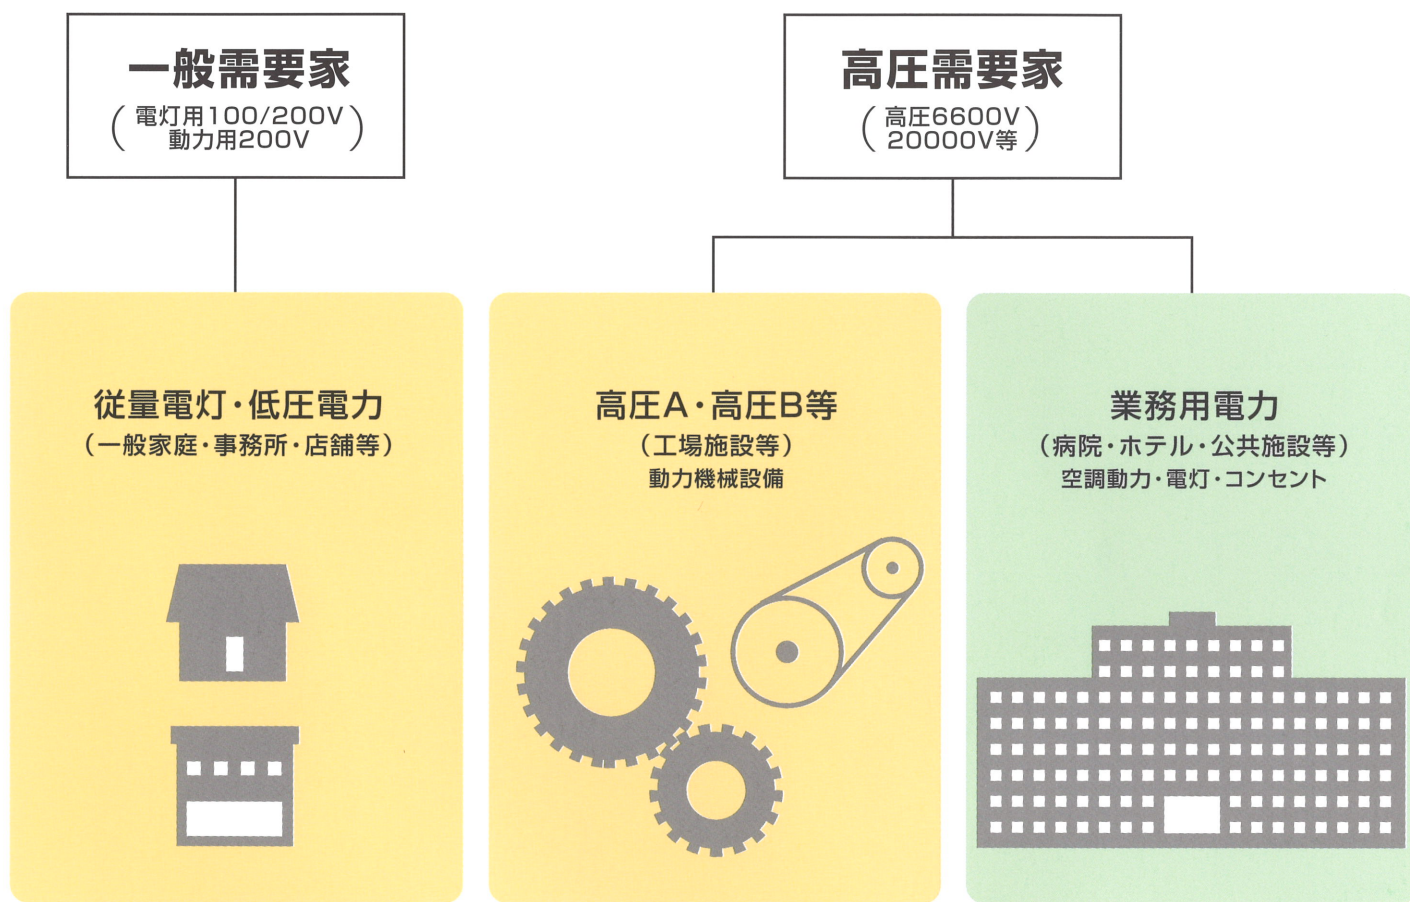 一般需要家
(電灯用100/200V
動力用200V)
高圧需要家
(高圧6600V
20000V等)
従量電灯・低圧電力
(一般家庭・事務所・店舗等)
高圧A・高圧B等
(工場施設等)
動力機械設備
業務用電力
(病院・ホテル・公共施設等)
空調動力・電灯・コンセント